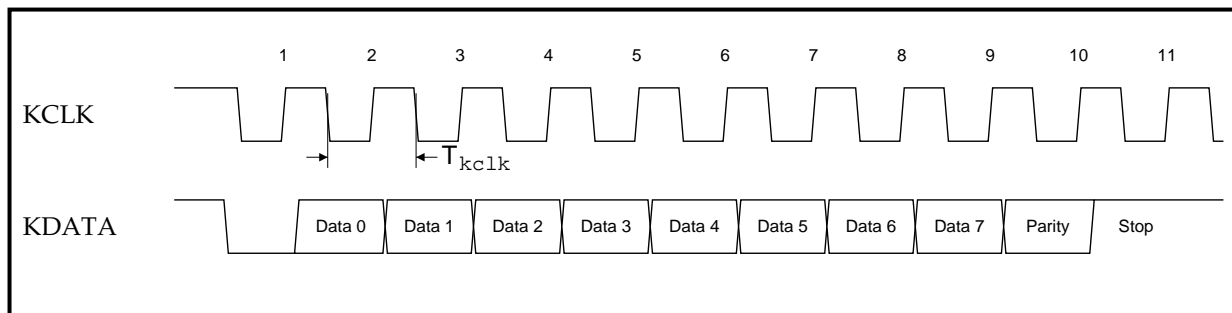 1 2 3 4 5 6 7 8 9 10 11
KCLK
Tkclk
KDATA Data 0 Data 1 Data 2 Data 3 Data 4 Data 5 Data 6 Data 7 Parity Stop